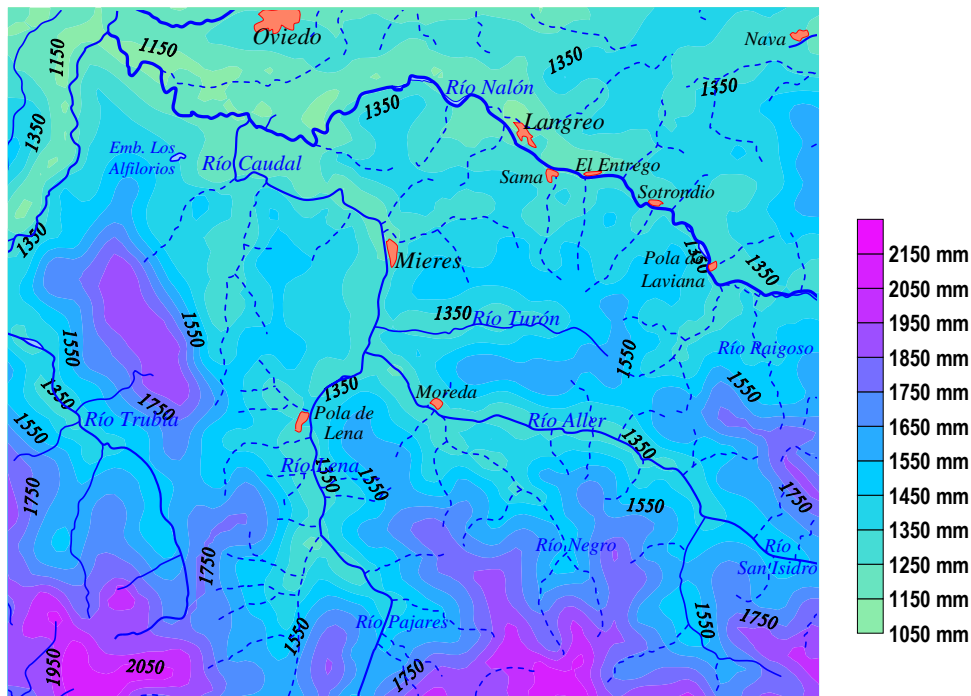 Oviedo
Nava
1150
1150
1350
1350
Río Nalón
1350
1350
1350
Langreo
Emb. Los
Alfilorios
Río Caudal
El Entrego
Sama
Sotrondio
1350
Mieres
1350
Pola de
Laviana
1350
2150 mm
2050 mm
1950 mm
1850 mm
1750 mm
1650 mm
1550 mm
1450 mm
1350 mm
1250 mm
1150 mm
1050 mm
1550
1550
1350
Río Turón
1550
Río Raigoso
1350
1350
Moreda
1550
1750
Río Trubia
Pola de
Lena
Río Aller
1350
1550
Río Lena
1350
1550
1750
1550
1750
1750
Río Negro
Río
San Isidro
Río Pajares
1550
1550
1750
1950
2050
1750